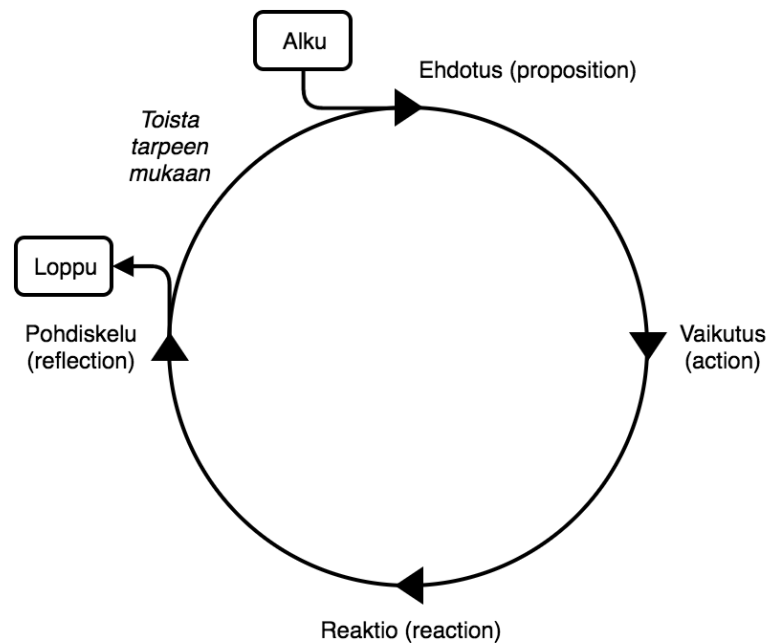 Alku
Ehdotus (proposition)
Toista
tarpeen
mukaan
Loppu
Pohdiskelu
(reflection)
Vaikutus
(action)
Reaktio (reaction)